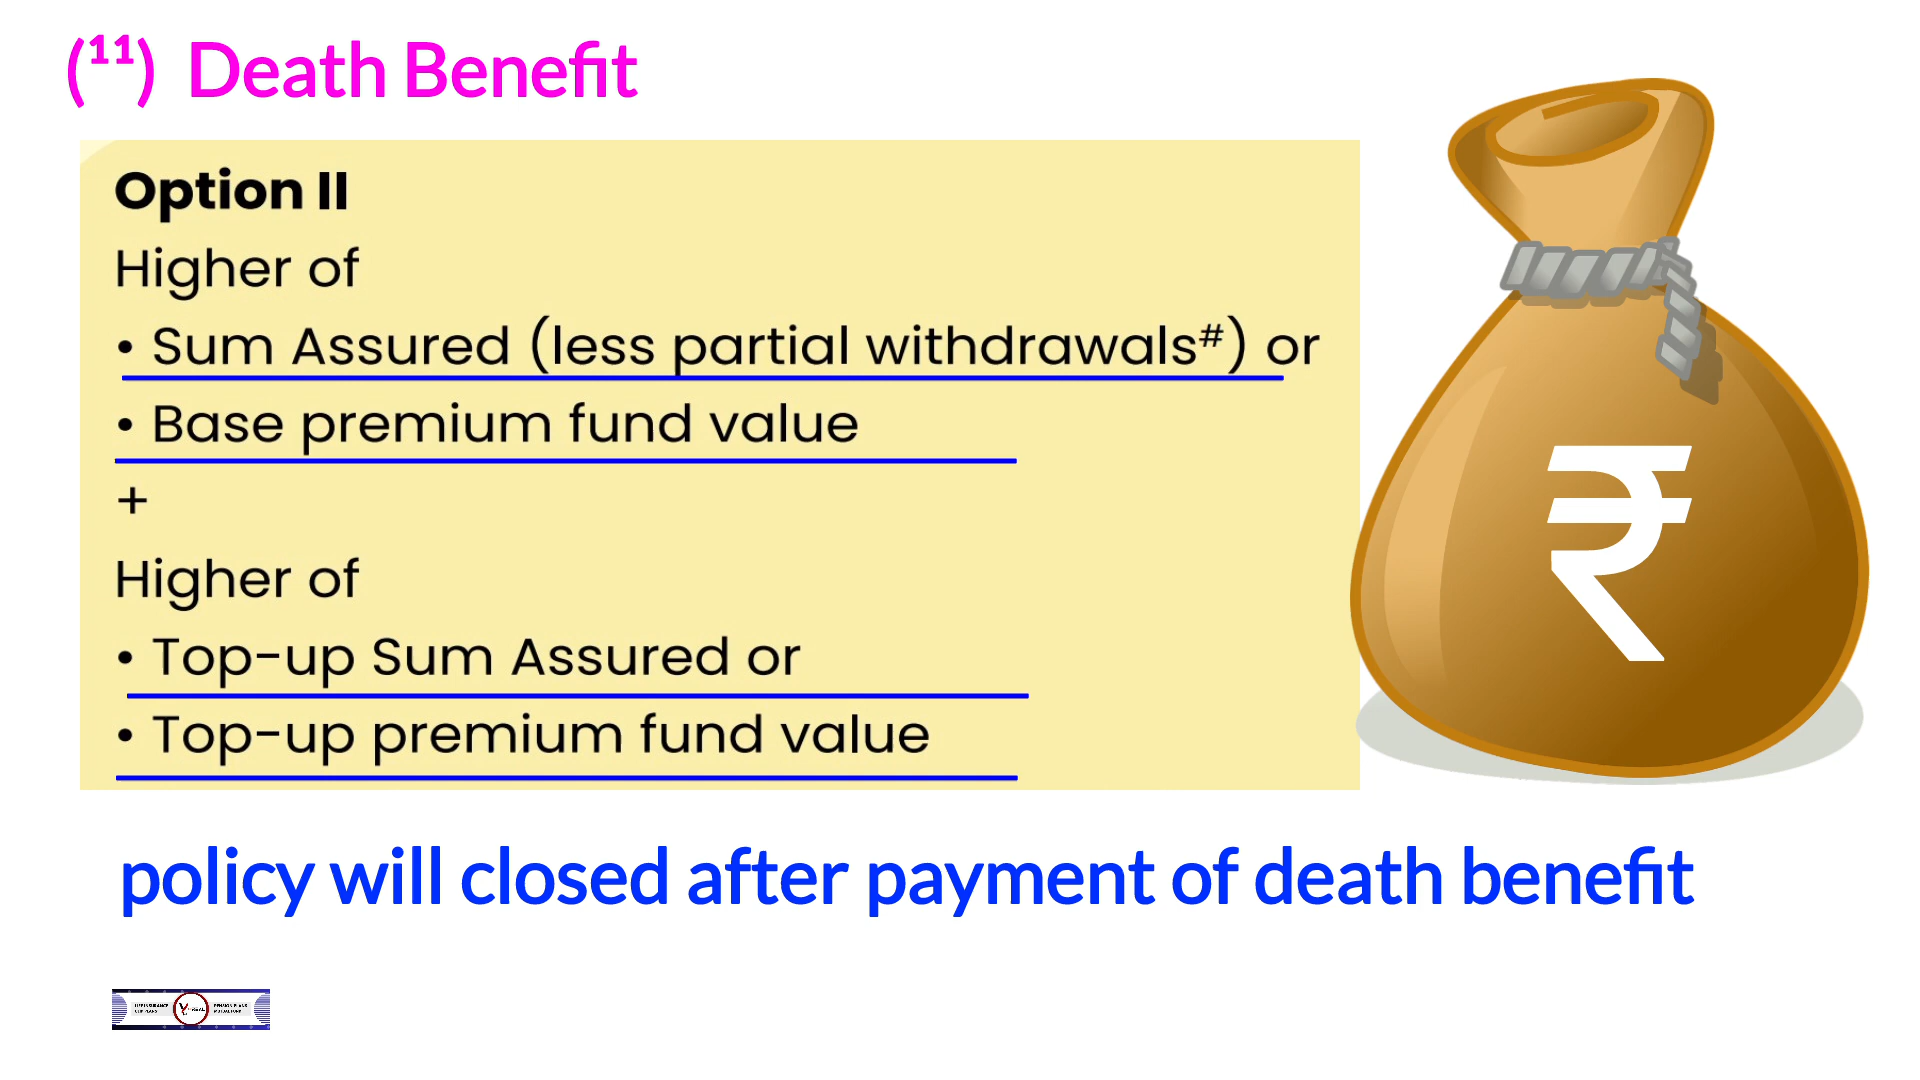 (¹¹) Death Benefit
Option II
Higher of
• Sum Assured (less partial withdrawals#) or
• Base premium fund value
+
Higher of
• Top-up Sum Assured or
• Top-up premium fund value
₹
policy will closed after payment of death benefit